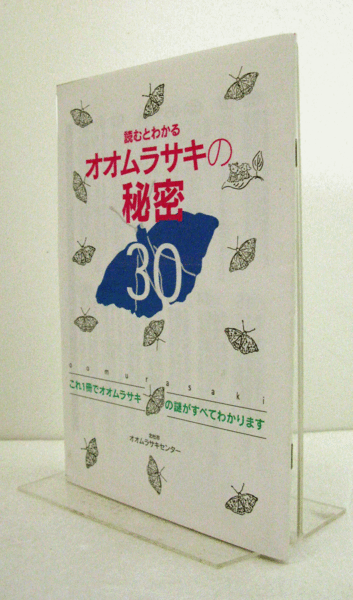 読むとわかる
オオムラサキの
秘密
30
oomurasaki
これ1冊でオオムラサキ の謎がすべてわかります
オオムラサキセンター